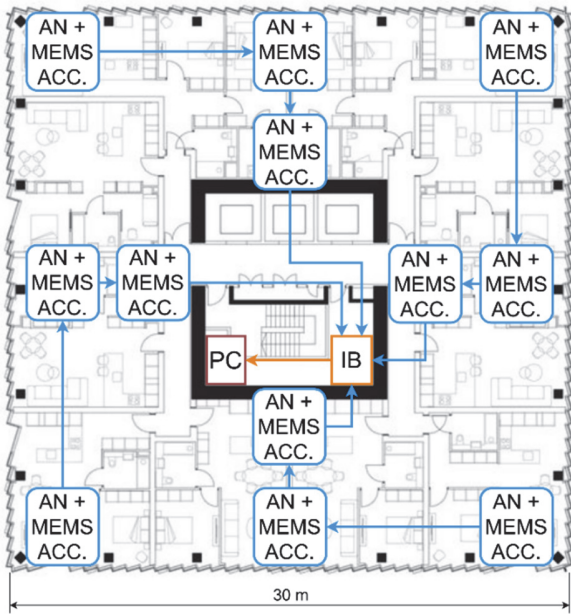 AN +
MEMS
ACC.
AN +
MEMS
ACC.
AN +
MEMS
ACC.
AN +
MEMS
ACC.
AN +
MEMS
ACC.
AN +
MEMS
ACC.
AN +
MEMS
ACC.
AN +
MEMS
ACC.
PC
IB
AN +
MEMS
ACC.
AN +
MEMS
ACC.
AN +
MEMS
ACC.
AN +
MEMS
ACC.
30 m